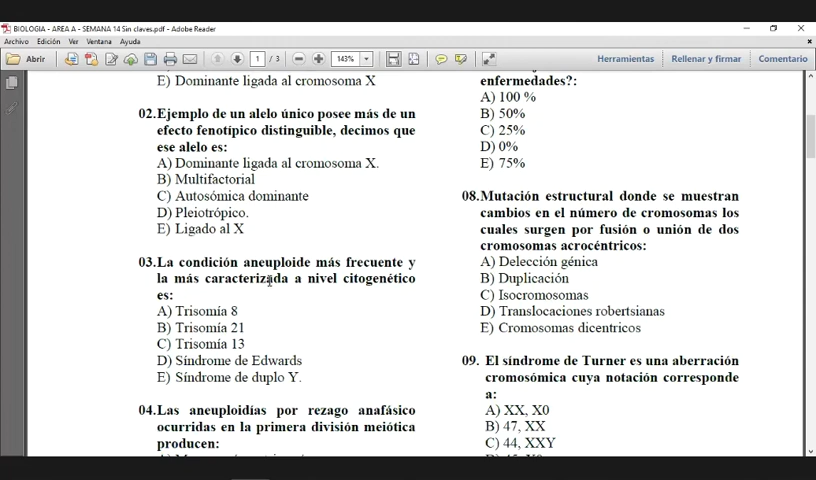 BIOLOGIA - AREA A - SEMANA 14 Sin claves.pdf - Adobe Reader
Archivo Edición Ver Ventana Ayuda
Abrir 1 / 3 143% Herramientas Rellenar y firmar Comentario
E) Dominante ligada al cromosoma X
02.Ejemplo de un alelo único posee más de un
efecto fenotípico distinguible, decimos que
ese alelo es:
A) Dominante ligada al cromosoma X.
B) Multifactorial
C) Autosómica dominante
D) Pleiotrópico.
E) Ligado al X
03.La condición aneuploide más frecuente y
la más caracterizada a nivel citogenético
es:
A) Trisomía 8
B) Trisomía 21
C) Trisomía 13
D) Síndrome de Edwards
E) Síndrome de duplo Y.
04.Las aneuploidías por rezago anafásico
ocurridas en la primera división meiótica
producen:
enfermedades?:
A) 100 %
B) 50%
C) 25%
D) 0%
E) 75%
08.Mutación estructural donde se muestran
cambios en el número de cromosomas los
cuales surgen por fusión o unión de dos
cromosomas acrocéntricos:
A) Delección génica
B) Duplicación
C) Isocromosomas
D) Translocaciones robertsianas
E) Cromosomas dicentricos
09. El síndrome de Turner es una aberración
cromosómica cuya notación corresponde
a:
A) XX, X0
B) 47, XX
C) 44, XXY